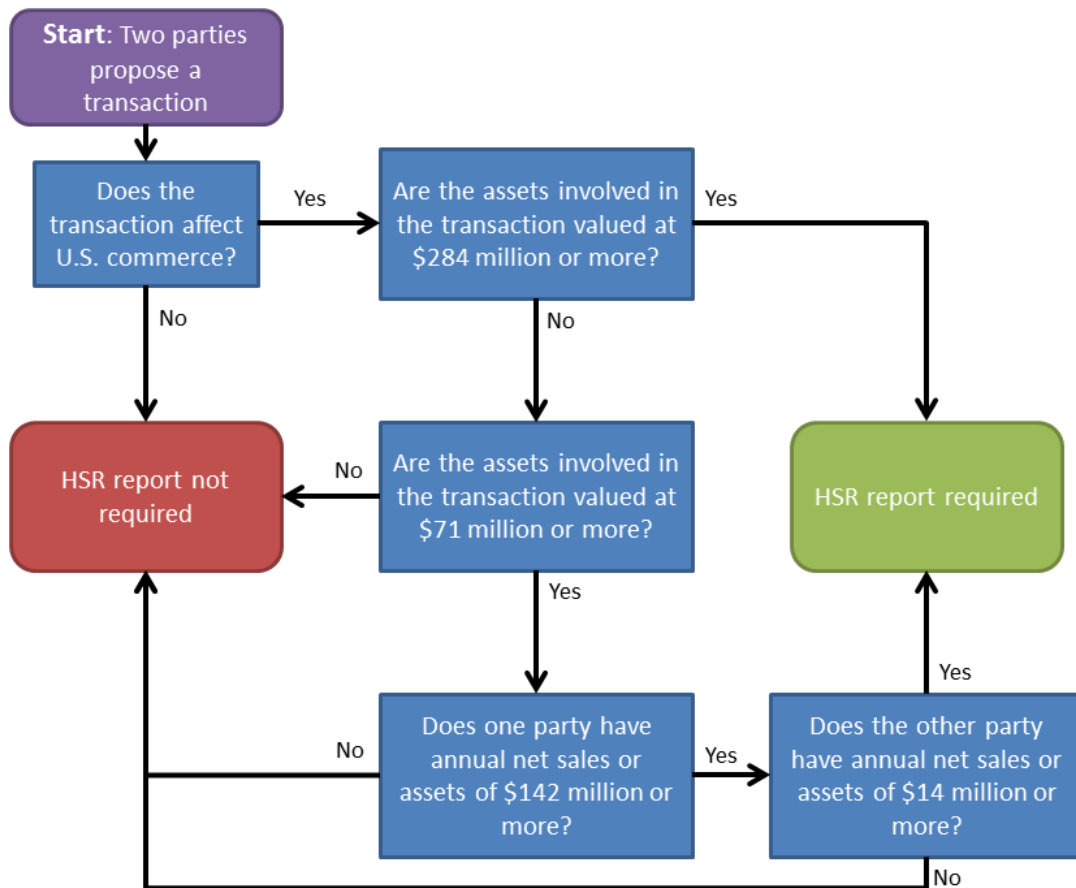 Start: Two parties
propose a
transaction
Does the
transaction affect
U.S. commerce?
Yes
Are the assets involved in
the transaction valued at
$284 million or more?
Yes
No
No
HSR report not
required
No
Are the assets involved in
the transaction valued at
$71 million or more?
HSR report required
Yes
Yes
No
Does one party have
annual net sales or
assets of $142 million or
more?
Yes
Does the other party
have annual net sales or
assets of $14 million or
more?
No